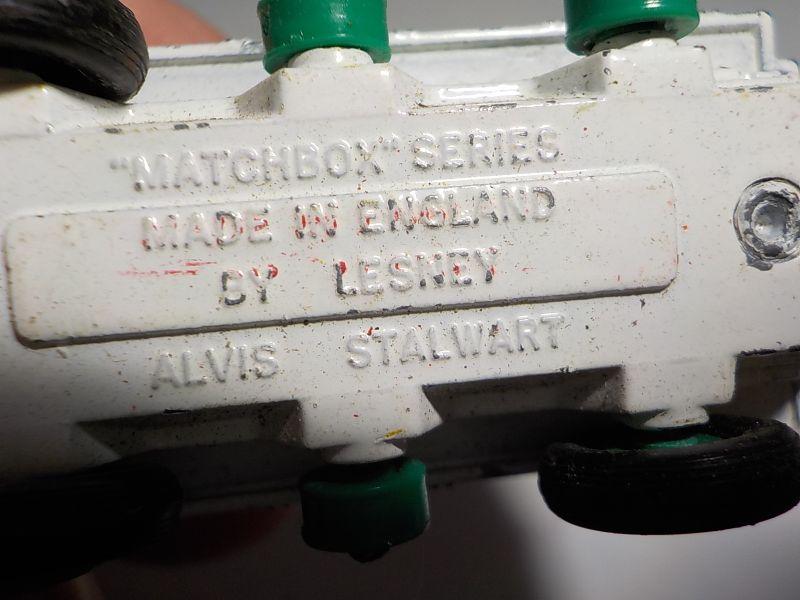 "MATCHBOX" SERIES
MADE IN ENGLAND
BY LESNEY
ALVIS STALWART